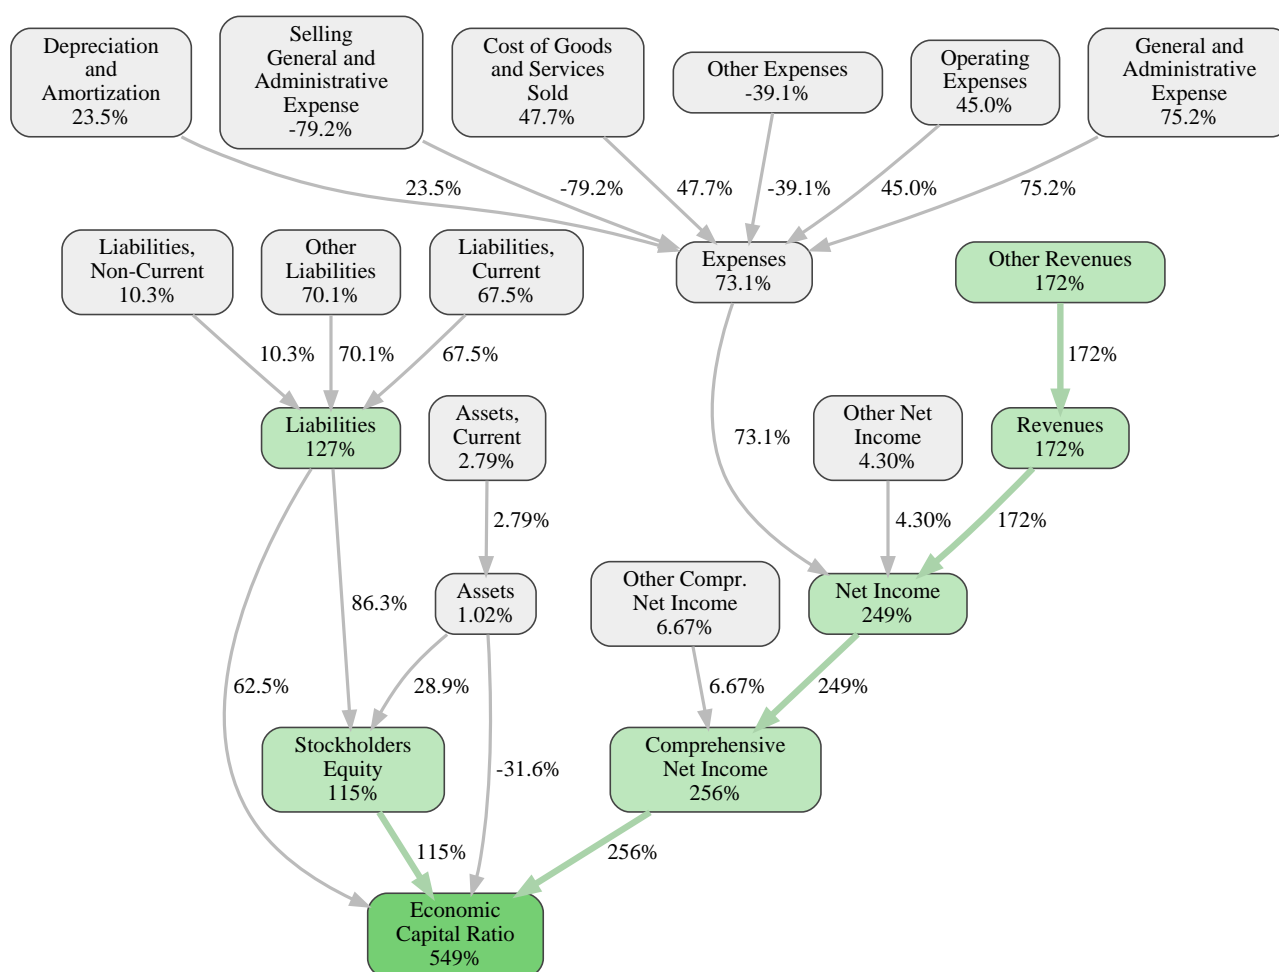 Depreciation
and
Amortization
23.5%
Selling
General and
Administrative
Expense
-79.2%
Cost of Goods
and Services
Sold
47.7%
Other Expenses
-39.1%
Operating
Expenses
45.0%
General and
Administrative
Expense
75.2%
23.5%
-79.2%
47.7%
-39.1%
45.0%
75.2%
Liabilities,
Non-Current
10.3%
Other
Liabilities
70.1%
Liabilities,
Current
67.5%
Expenses
73.1%
Other Revenues
172%
10.3%
70.1%
67.5%
172%
Liabilities
127%
Assets,
Current
2.79%
73.1%
Other Net
Income
4.30%
Revenues
172%
2.79%
4.30%
172%
86.3%
Assets
1.02%
Other Compr.
Net Income
6.67%
Net Income
249%
62.5%
28.9%
6.67%
249%
Stockholders
Equity
115%
-31.6%
Comprehensive
Net Income
256%
115%
256%
Economic
Capital Ratio
549%